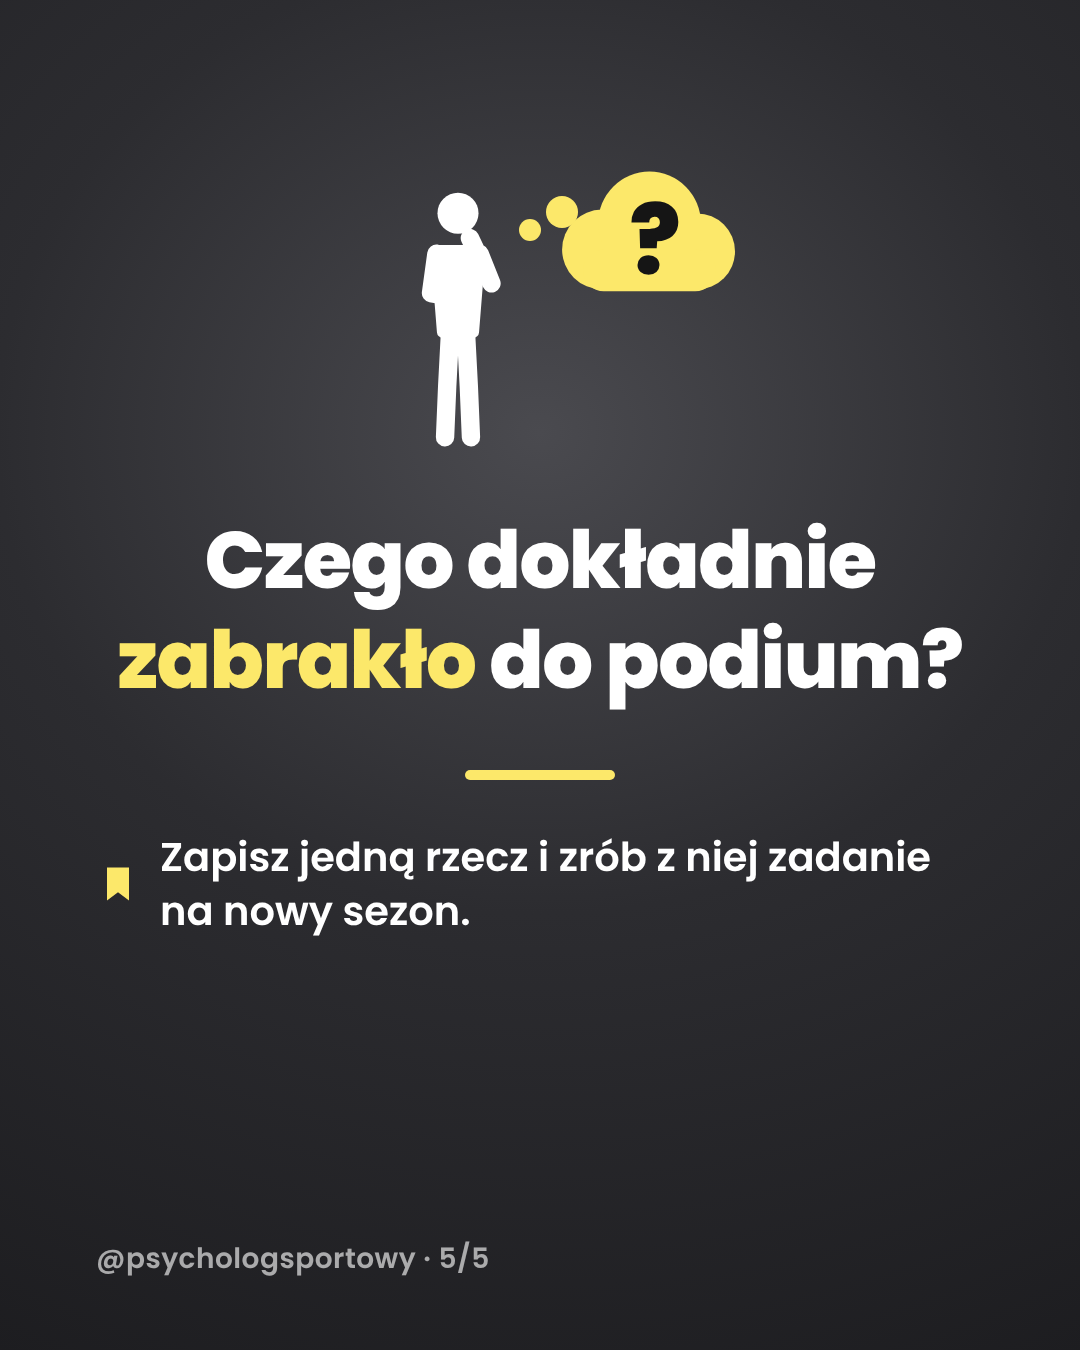 ?
Czego dokładnie
zabrakło do podium?
Zapisz jedną rzecz i zrób z niej zadanie
na nowy sezon.
@psychologsportowy · 5/5